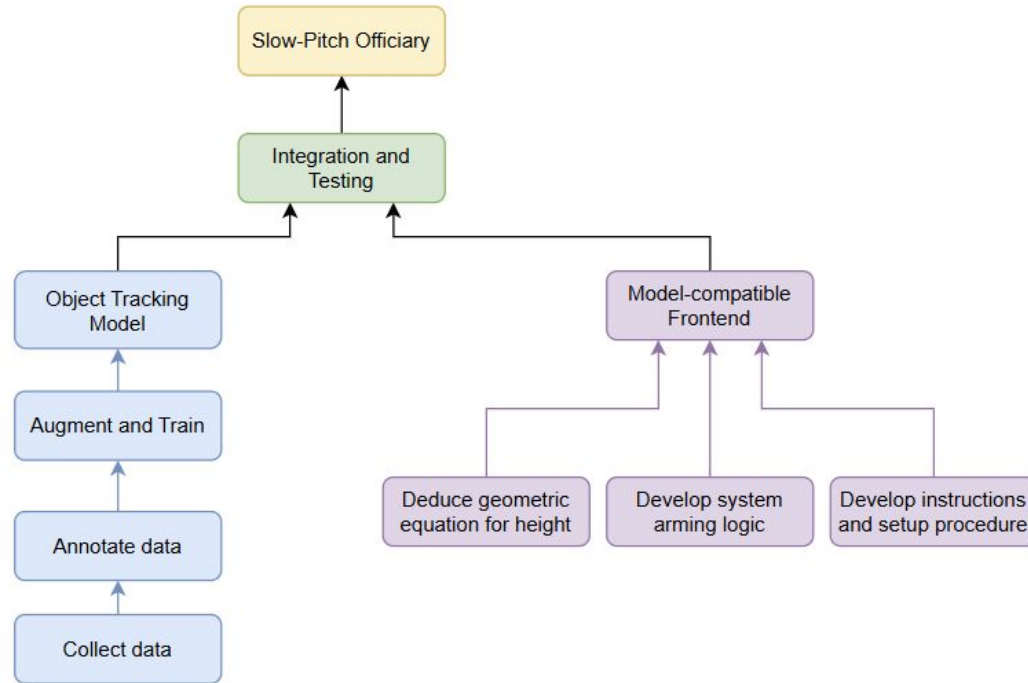 Slow-Pitch Officiary
Integration and
Testing
Object Tracking
Model
Model-compatible
Frontend
Augment and Train
Deduce geometric
equation for height
Develop system
arming logic
Develop instructions
and setup procedure
Annotate data
Collect data